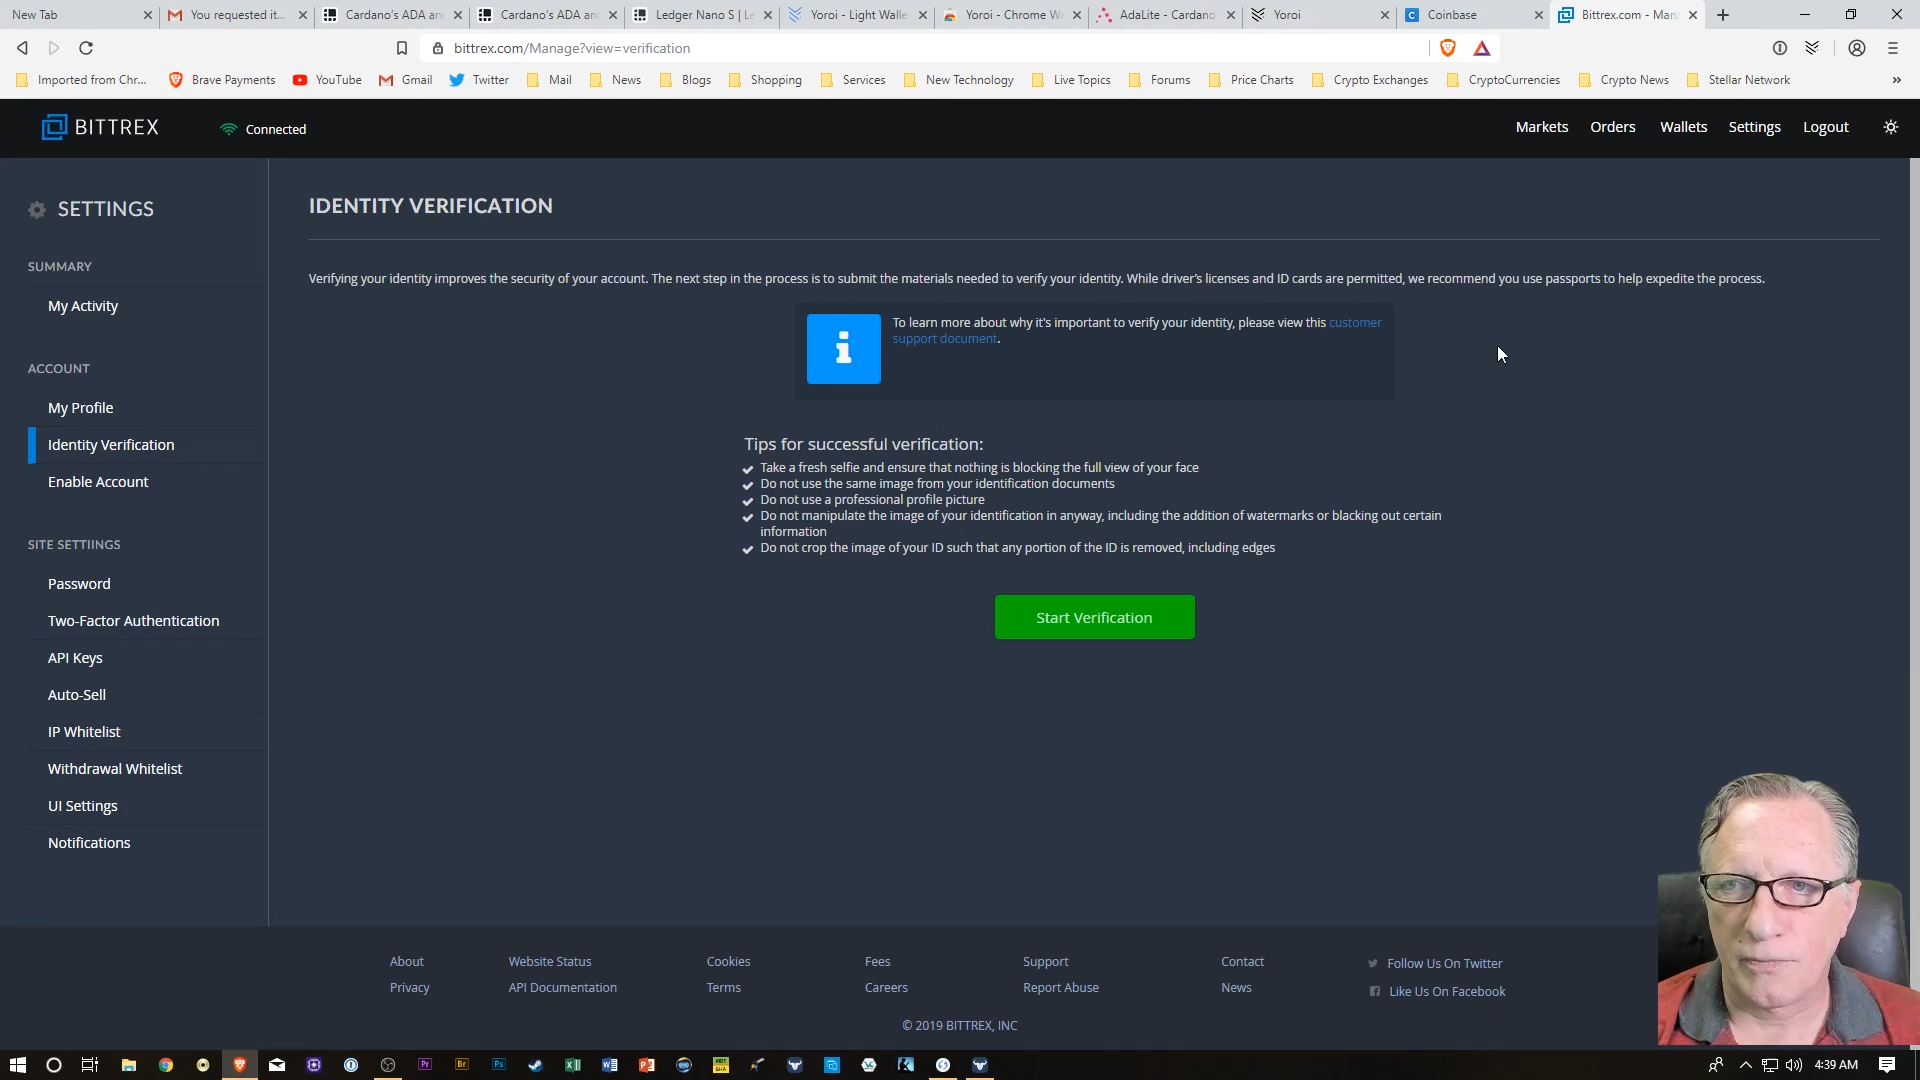 New Tab
You requested it...
Cardano's ADA an
Cardano's ADA an
Ledger Nano S | Le
Yoroi - Light Walle
Yoroi - Chrome W
AdaLite - Cardano
Yoroi
Coinbase
Bittrex.com - Man
bittrex.com/Manage?view=verification
Imported from Chr...
Brave Payments
YouTube
Gmail
Twitter
Mail
News
Blogs
Shopping
Services
New Technology
Live Topics
Forums
Price Charts
Crypto Exchanges
CryptoCurrencies
Crypto News
Stellar Network
BITTREX
Connected
Markets
Orders
Wallets
Settings
Logout
SETTINGS
SUMMARY
My Activity
ACCOUNT
My Profile
Identity Verification
Enable Account
SITE SETTIINGS
Password
Two-Factor Authentication
API Keys
Auto-Sell
IP Whitelist
Withdrawal Whitelist
UI Settings
Notifications
IDENTITY VERIFICATION
Verifying your identity improves the security of your account. The next step in the process is to submit the materials needed to verify your identity. While driver's licenses and ID cards are permitted, we recommend you use passports to help expedite the process.
To learn more about why it's important to verify your identity, please view this customer
support document.
Tips for successful verification:
Take a fresh selfie and ensure that nothing is blocking the full view of your face
Do not use the same image from your identification documents
Do not use a professional profile picture
Do not manipulate the image of your identification in anyway, including the addition of watermarks or blacking out certain
information
Do not crop the image of your ID such that any portion of the ID is removed, including edges
Start Verification
About
Website Status
Cookies
Fees
Support
Contact
Follow Us On Twitter
Privacy
API Documentation
Terms
Careers
Report Abuse
News
Like Us On Facebook
© 2019 BITTREX, INC
Pr
Br
Ps
4:39 AM